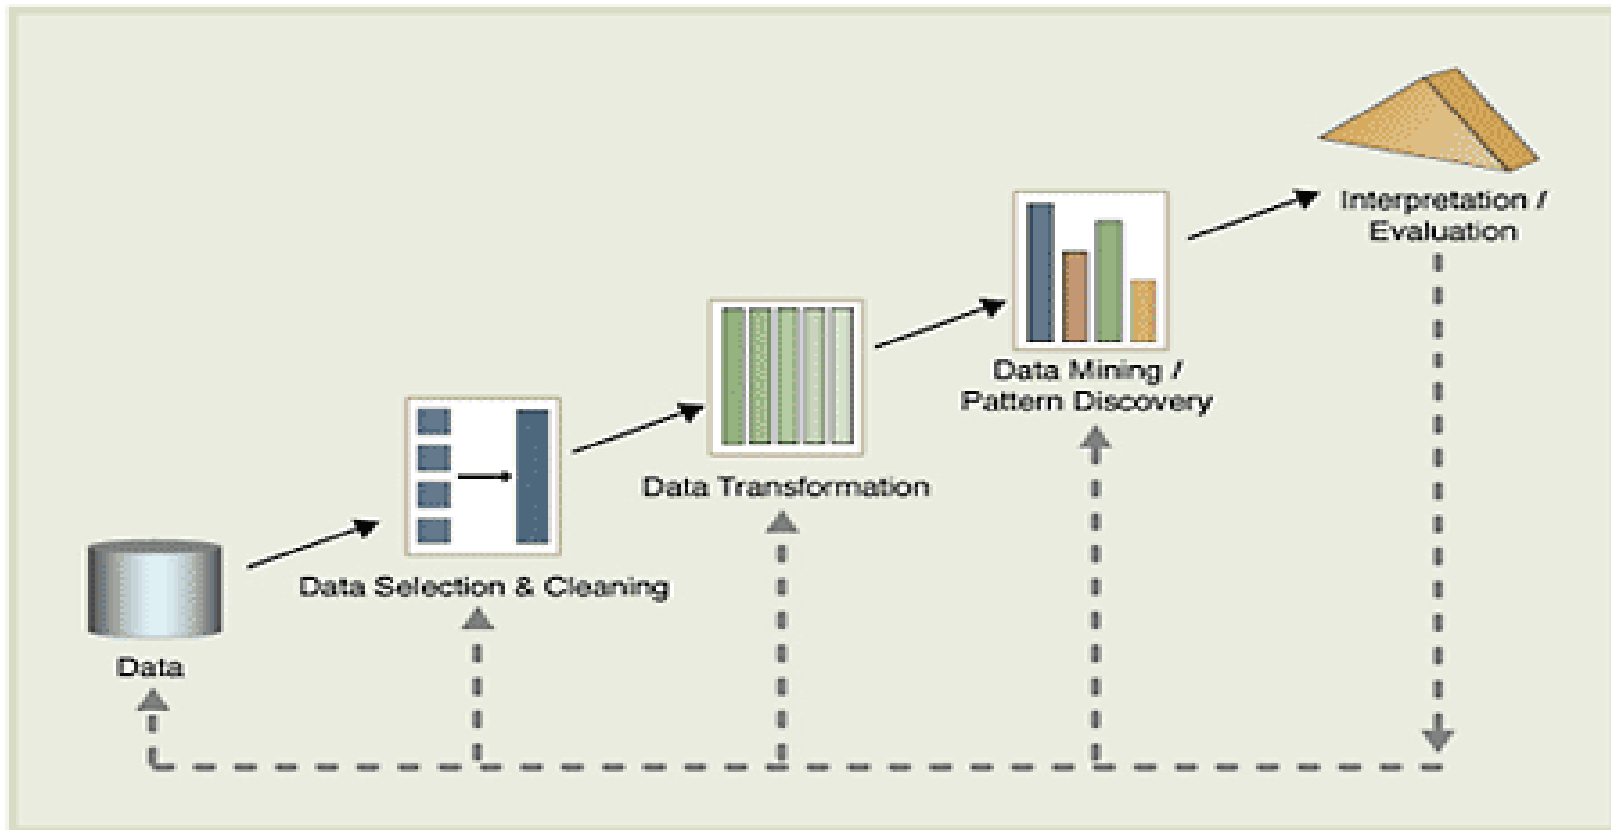 Data
Data Selection & Cleaning
Data Transformation
Data Mining /
Pattern Discovery
Interpretation /
Evaluation